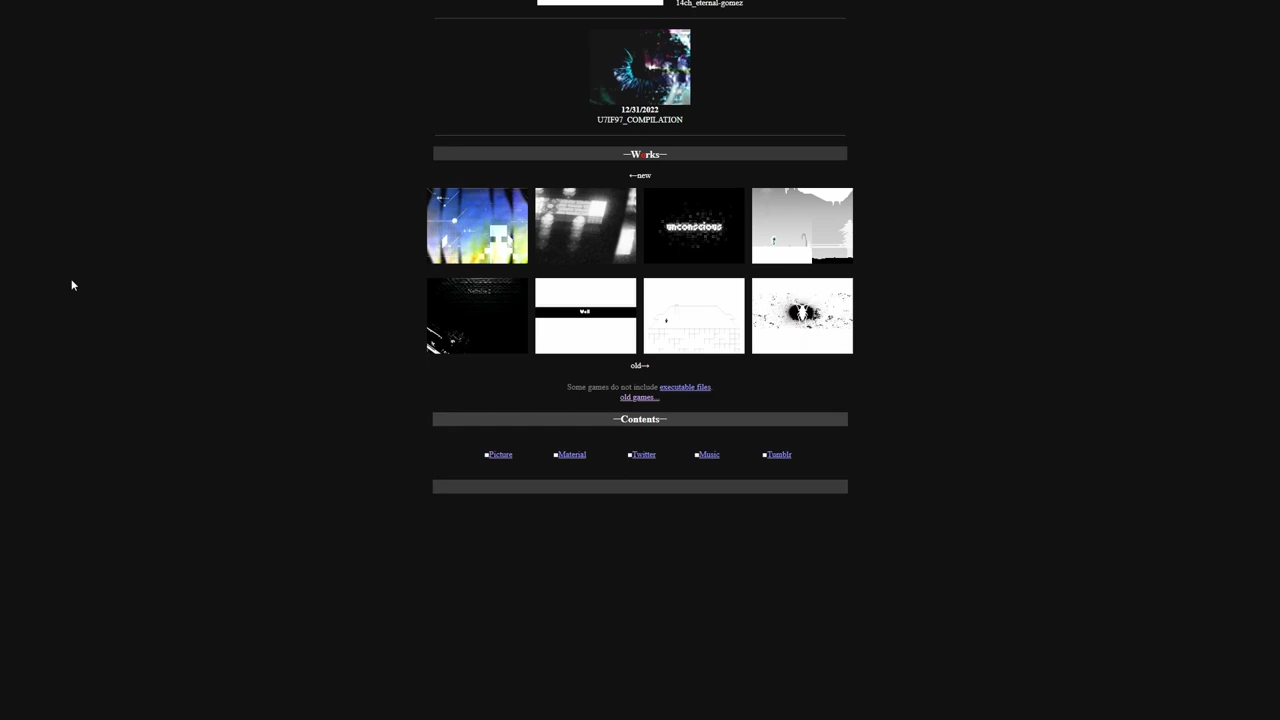 14ch_eternal-gomez
12/31/2022
U7IF97_COMPILATION
─Works─
←new
unconscious
Well
old→
Some games do not include executable files.
old games...
─Contents─
■Picture ■Material ■Twitter ■Music ■Tumblr